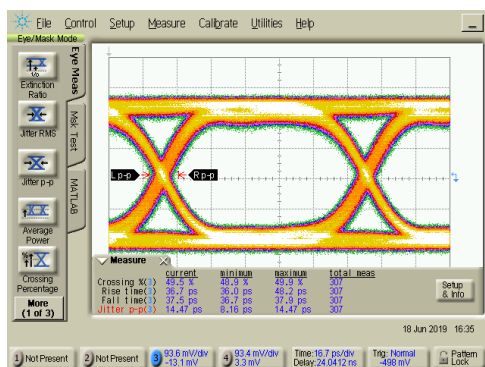 File Control Setup Measure Calibrate Utilities Help
Eye/Mask Mode
Extinction
Ratio
Jitter RMS
Jitter p-p
Average
Power
Crossing
Percentage
More
(1 of 3)
Eye Meas
Msk Test
MATLAB
L p-p
R p-p
Measure
current minimum maximum total meas
Crossing %(3) 49.5 % 48.9 % 49.9 % 307
Rise time(3) 36.7 ps 36.0 ps 48.2 ps 307
Fall time(3) 37.5 ps 36.7 ps 37.9 ps 307
Jitter p-p(3) 14.47 ps 8.16 ps 14.47 ps 307
Setup
& Info
18 Jun 2019 16:35
1 Not Present
2 Not Present
3 93.6 mV/div
-13.1 mV
4 93.4 mV/div
3.3 mV
Time:16.7 ps/div
Delay:24.0412 ns
Trig: Normal
-498 mV
Pattern
Lock